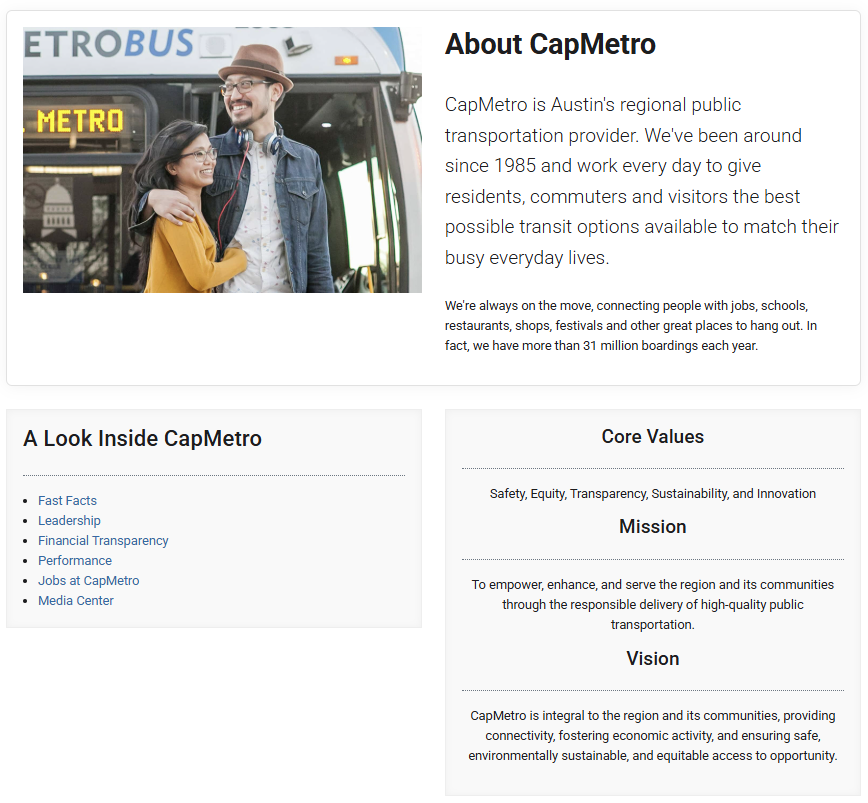 ETROBUS
METRO
About CapMetro
CapMetro is Austin's regional public
transportation provider. We've been around
since 1985 and work every day to give
residents, commuters and visitors the best
possible transit options available to match their
busy everyday lives.
We're always on the move, connecting people with jobs, schools,
restaurants, shops, festivals and other great places to hang out. In
fact, we have more than 31 million boardings each year.
A Look Inside CapMetro
Fast Facts
Leadership
Financial Transparency
Performance
Jobs at CapMetro
Media Center
Core Values
Safety, Equity, Transparency, Sustainability, and Innovation
Mission
To empower, enhance, and serve the region and its communities
through the responsible delivery of high-quality public
transportation.
Vision
CapMetro is integral to the region and its communities, providing
connectivity, fostering economic activity, and ensuring safe,
environmentally sustainable, and equitable access to opportunity.